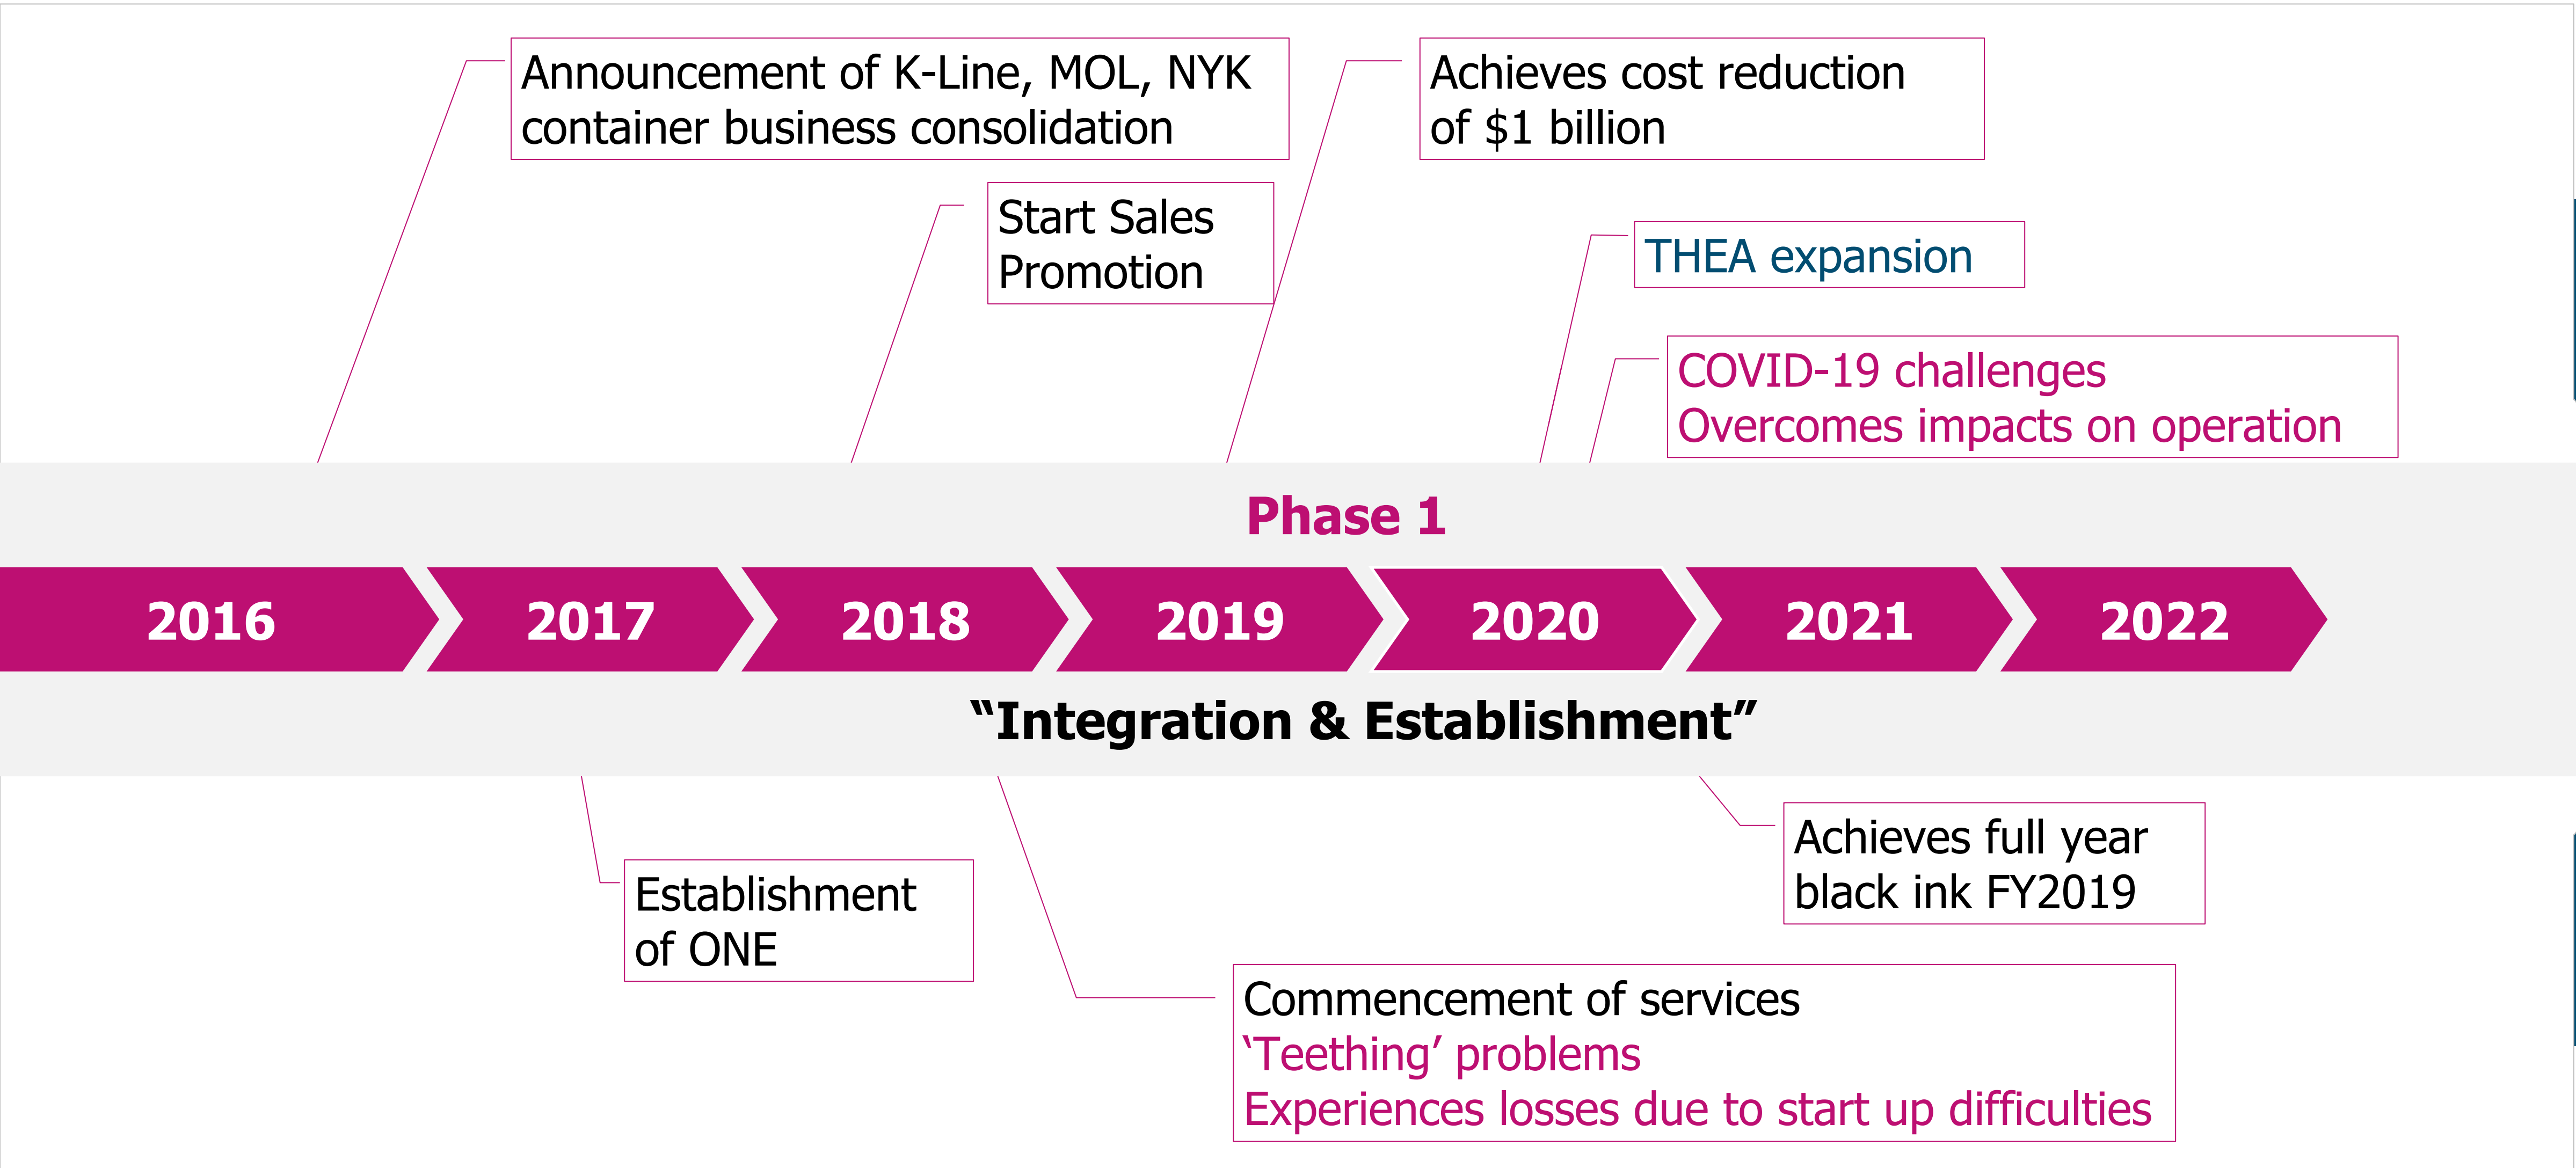 Announcement of K-Line, MOL, NYK
container business consolidation
Achieves cost reduction
of $1 billion
Start Sales
Promotion
THEA expansion
COVID-19 challenges
Overcomes impacts on operation
Phase 1
2016
2017
2018
2019
2020
2021
2022
“Integration & Establishment”
Achieves full year
black ink FY2019
Establishment
of ONE
Commencement of services
‘Teething’ problems
Experiences losses due to start up difficulties